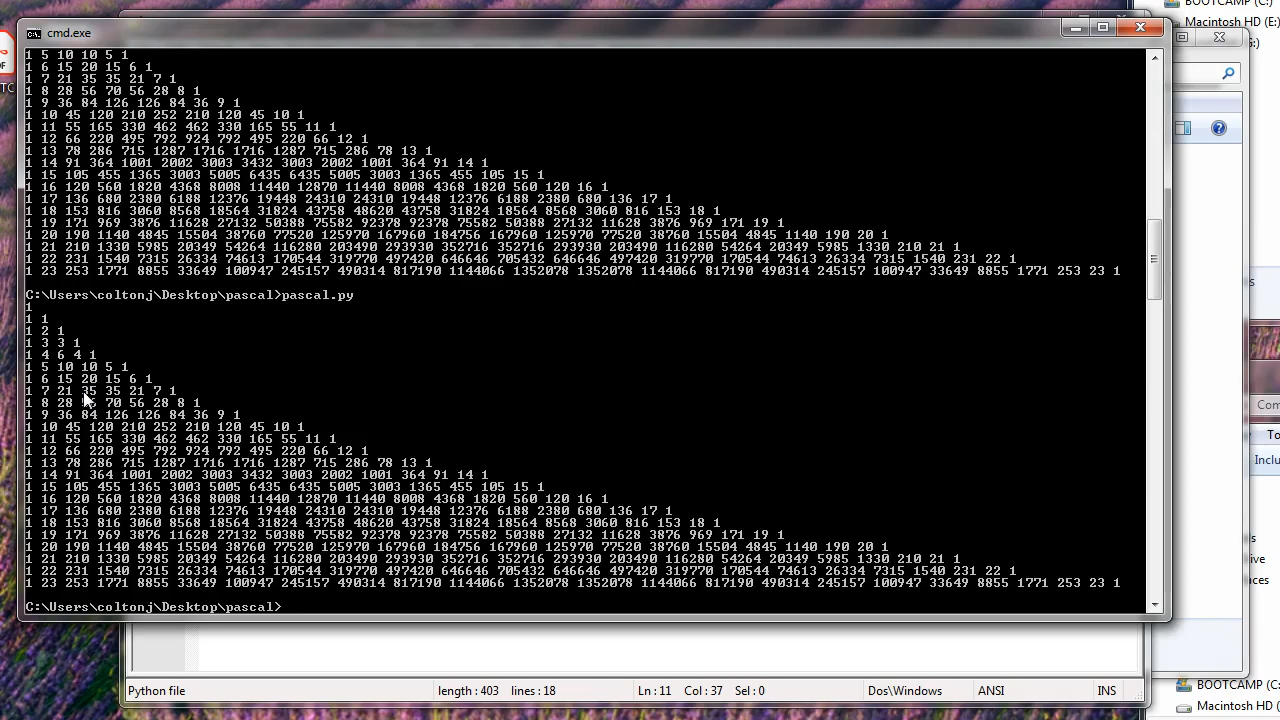 BOOTCAMP (C:)
Macintosh HD (E:)
cmd.exe
1 5 10 10 5 1
1 6 15 20 15 6 1
1 7 21 35 35 21 7 1
1 8 28 56 70 56 28 8 1
1 9 36 84 126 126 84 36 9 1
1 10 45 120 210 252 210 120 45 10 1
1 11 55 165 330 462 462 330 165 55 11 1
1 12 66 220 495 792 924 792 495 220 66 12 1
1 13 78 286 715 1287 1716 1716 1287 715 286 78 13 1
1 14 91 364 1001 2002 3003 3432 3003 2002 1001 364 91 14 1
1 15 105 455 1365 3003 5005 6435 6435 5005 3003 1365 455 105 15 1
1 16 120 560 1820 4368 8008 11440 12870 11440 8008 4368 1820 560 120 16 1
1 17 136 680 2380 6188 12376 19448 24310 24310 19448 12376 6188 2380 680 136 17 1
1 18 153 816 3060 8568 18564 31824 43758 48620 43758 31824 18564 8568 3060 816 153 18 1
1 19 171 969 3876 11628 27132 50388 75582 92378 92378 75582 50388 27132 11628 3876 969 171 19 1
1 20 190 1140 4845 15504 38760 77520 125970 167960 184756 167960 125970 77520 38760 15504 4845 1140 190 20 1
1 21 210 1330 5985 20349 54264 116280 203490 293930 352716 352716 293930 203490 116280 54264 20349 5985 1330 210 21 1
1 22 231 1540 7315 26334 74613 170544 319770 497420 646646 705432 646646 497420 319770 170544 74613 26334 7315 1540 231 22 1
1 23 253 1771 8855 33649 100947 245157 490314 817190 1144066 1352078 1352078 1144066 817190 490314 245157 100947 33649 8855 1771 253 23 1
C:\Users\coltonj\Desktop\pascal>pascal.py
1
1 1
1 2 1
1 3 3 1
1 4 6 4 1
1 5 10 10 5 1
1 6 15 20 15 6 1
1 7 21 35 35 21 7 1
1 8 28 56 70 56 28 8 1
1 9 36 84 126 126 84 36 9 1
1 10 45 120 210 252 210 120 45 10 1
1 11 55 165 330 462 462 330 165 55 11 1
1 12 66 220 495 792 924 792 495 220 66 12 1
1 13 78 286 715 1287 1716 1716 1287 715 286 78 13 1
1 14 91 364 1001 2002 3003 3432 3003 2002 1001 364 91 14 1
1 15 105 455 1365 3003 5005 6435 6435 5005 3003 1365 455 105 15 1
1 16 120 560 1820 4368 8008 11440 12870 11440 8008 4368 1820 560 120 16 1
1 17 136 680 2380 6188 12376 19448 24310 24310 19448 12376 6188 2380 680 136 17 1
1 18 153 816 3060 8568 18564 31824 43758 48620 43758 31824 18564 8568 3060 816 153 18 1
1 19 171 969 3876 11628 27132 50388 75582 92378 92378 75582 50388 27132 11628 3876 969 171 19 1
1 20 190 1140 4845 15504 38760 77520 125970 167960 184756 167960 125970 77520 38760 15504 4845 1140 190 20 1
1 21 210 1330 5985 20349 54264 116280 203490 293930 352716 352716 293930 203490 116280 54264 20349 5985 1330 210 21 1
1 22 231 1540 7315 26334 74613 170544 319770 497420 646646 705432 646646 497420 319770 170544 74613 26334 7315 1540 231 22 1
1 23 253 1771 8855 33649 100947 245157 490314 817190 1144066 1352078 1352078 1144066 817190 490314 245157 100947 33649 8855 1771 253 23 1
C:\Users\coltonj\Desktop\pascal>
Python file length : 403 lines : 18 Ln : 11 Col : 37 Sel : 0 Dos\Windows ANSI INS
Com
To
Inclu
BOOTCAMP (C:
Macintosh HD